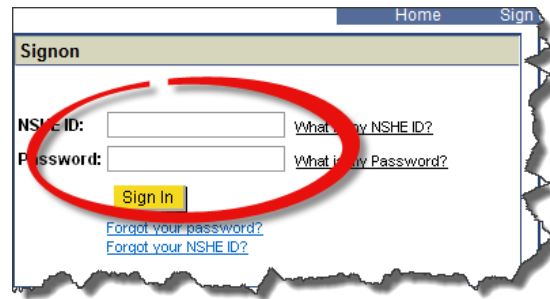 Home Sign
Signon
NSHE ID: What is my NSHE ID?
Password: What is my Password?
Sign In
Forgot your password?
Forgot your NSHE ID?